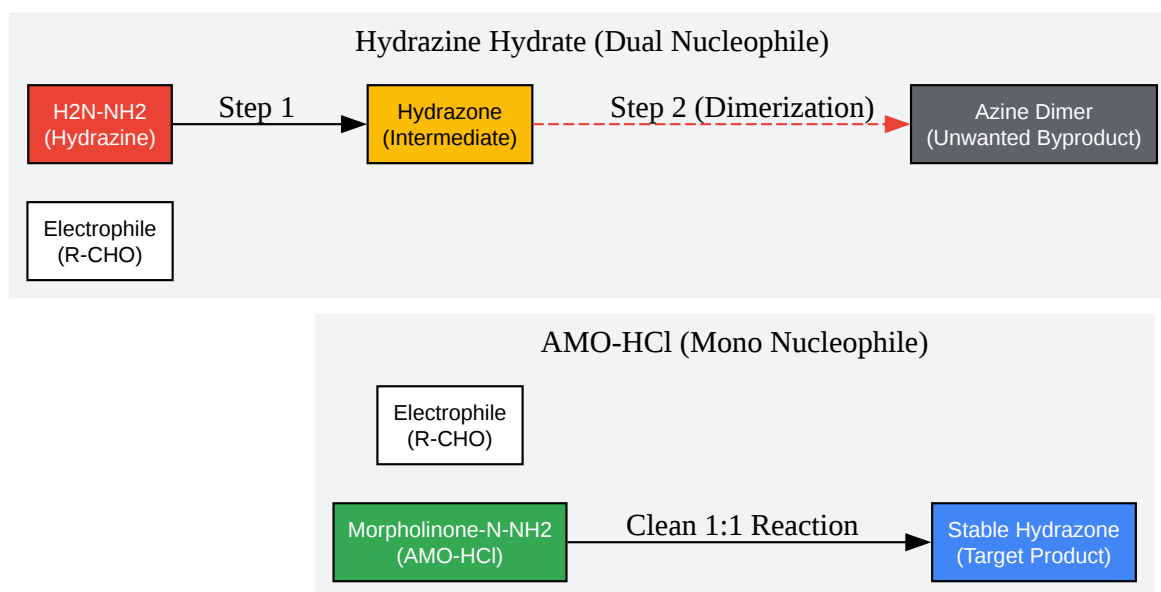 Hydrazine Hydrate (Dual Nucleophile)
H2N-NH2
(Hydrazine)
Step 1
Hydrazone
(Intermediate)
Step 2 (Dimerization)
Azine Dimer
(Unwanted Byproduct)
Electrophile
(R-CHO)
AMO-HCl (Mono Nucleophile)
Electrophile
(R-CHO)
Morpholinone-N-NH2
(AMO-HCl)
Clean 1:1 Reaction
Stable Hydrazone
(Target Product)